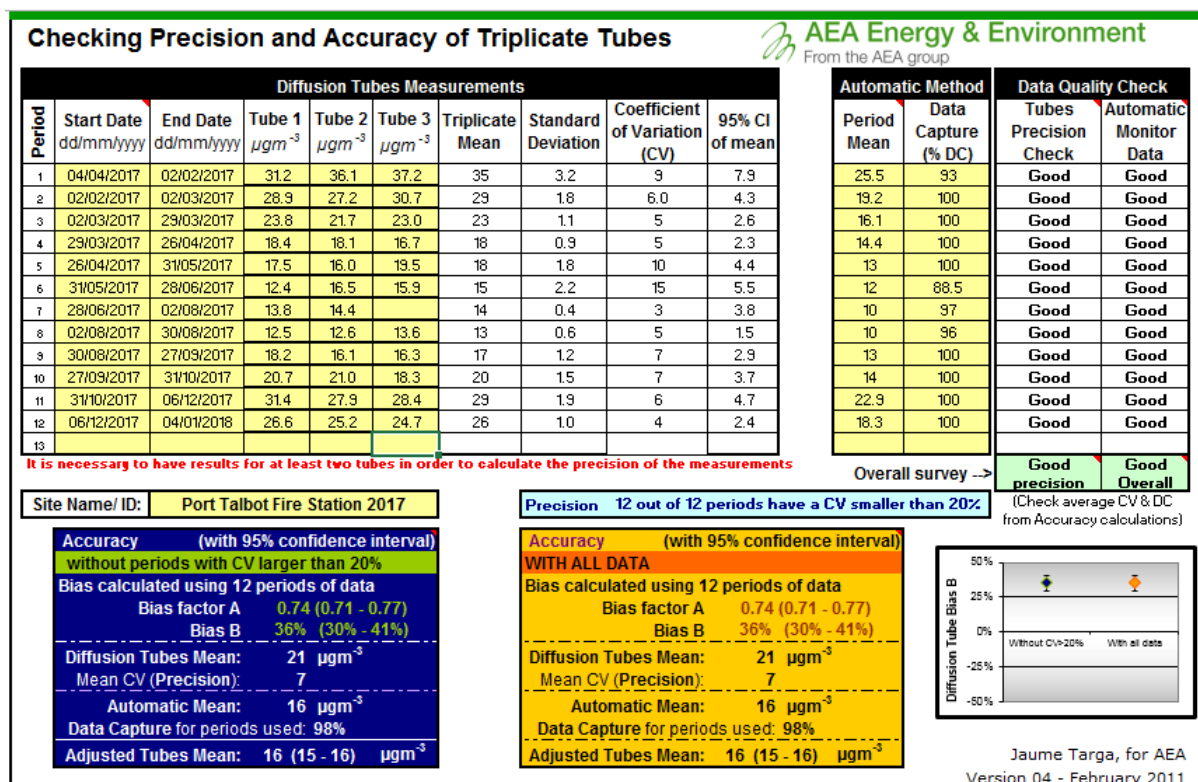 Checking Precision and Accuracy of Triplicate Tubes
AEA Energy & Environment
From the AEA group
Diffusion Tubes Measurements
Automatic Method
Data Quality Check
Period
Start Date dd/mm/yyyy
End Date dd/mm/yyyy
Tube 1 µgm⁻³
Tube 2 µgm⁻³
Tube 3 µgm⁻³
Triplicate Mean
Standard Deviation
Coefficient of Variation (CV)
95% CI of mean
Period Mean
Data Capture (% DC)
Tubes Precision Check
Automatic Monitor Data
1 04/04/2017 02/02/2017 31.2 36.1 37.2 35 3.2 9 7.9 25.5 93 Good Good
2 02/02/2017 02/03/2017 28.9 27.2 30.7 29 1.8 6.0 4.3 19.2 100 Good Good
3 02/03/2017 29/03/2017 23.8 21.7 23.0 23 1.1 5 2.6 16.1 100 Good Good
4 29/03/2017 26/04/2017 18.4 18.1 16.7 18 0.9 5 2.3 14.4 100 Good Good
5 26/04/2017 31/05/2017 17.5 16.0 19.5 18 1.8 10 4.4 13 100 Good Good
6 31/05/2017 28/06/2017 12.4 16.5 15.9 15 2.2 15 5.5 12 88.5 Good Good
7 28/06/2017 02/08/2017 13.8 14.4 14 0.4 3 3.8 10 97 Good Good
8 02/08/2017 30/08/2017 12.5 12.6 13.6 13 0.6 5 1.5 10 96 Good Good
9 30/08/2017 27/09/2017 18.2 16.1 16.3 17 1.2 7 2.9 13 100 Good Good
10 27/09/2017 31/10/2017 20.7 21.0 18.3 20 1.5 7 3.7 14 100 Good Good
11 31/10/2017 06/12/2017 31.4 27.9 28.4 29 1.9 6 4.7 22.9 100 Good Good
12 06/12/2017 04/01/2018 26.6 25.2 24.7 26 1.0 4 2.4 18.3 100 Good Good
13
It is necessary to have results for at least two tubes in order to calculate the precision of the measurements
Overall survey --> Good precision Good Overall
(Check average CV & DC
from Accuracy calculations)
Site Name/ ID: Port Talbot Fire Station 2017
Precision 12 out of 12 periods have a CV smaller than 20%
Accuracy (with 95% confidence interval)
without periods with CV larger than 20%
Bias calculated using 12 periods of data
Bias factor A 0.74 (0.71 - 0.77)
Bias B 36% (30% - 41%)
Diffusion Tubes Mean: 21 µgm⁻³
Mean CV (Precision): 7
Automatic Mean: 16 µgm⁻³
Data Capture for periods used: 98%
Adjusted Tubes Mean: 16 (15 - 16) µgm⁻³
Accuracy (with 95% confidence interval)
WITH ALL DATA
Bias calculated using 12 periods of data
Bias factor A 0.74 (0.71 - 0.77)
Bias B 36% (30% - 41%)
Diffusion Tubes Mean: 21 µgm⁻³
Mean CV (Precision): 7
Automatic Mean: 16 µgm⁻³
Data Capture for periods used: 98%
Adjusted Tubes Mean: 16 (15 - 16) µgm⁻³
Diffusion Tube Bias B
50%
25%
0%
-25%
-50%
Without CV>20%
With all data
Jaume Targa, for AEA
Version 04 - February 2011